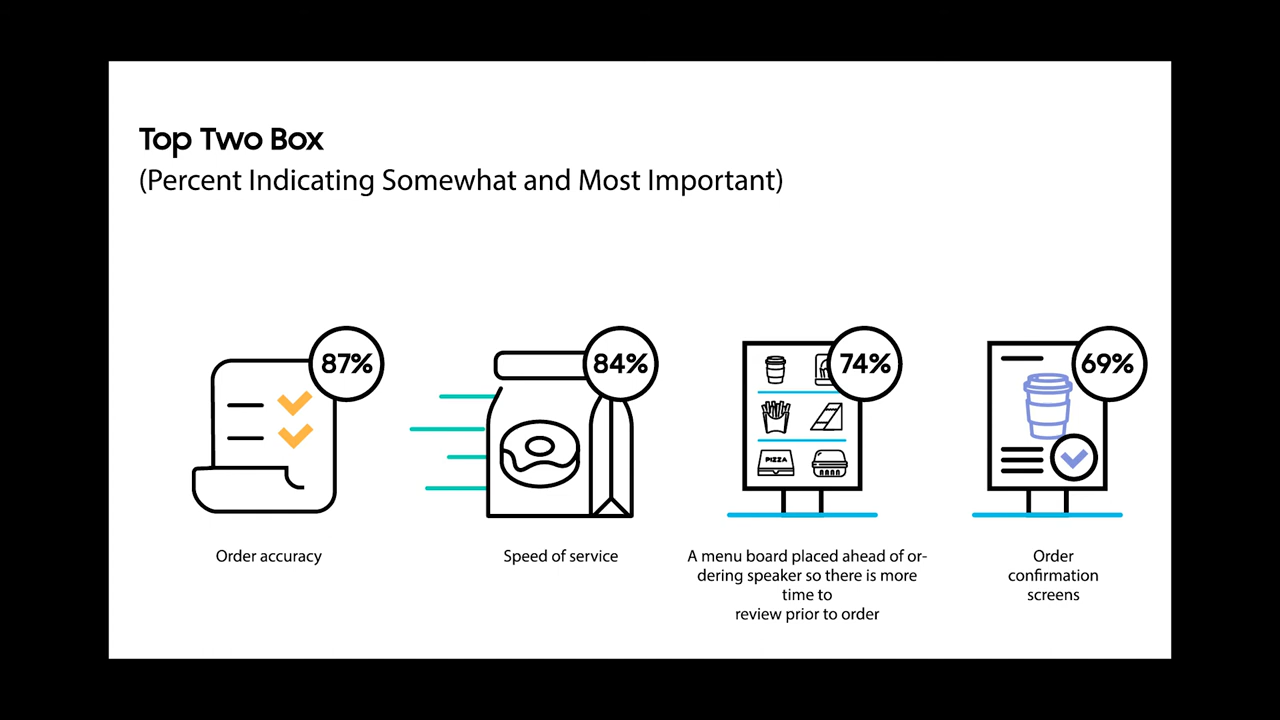 Top Two Box
(Percent Indicating Somewhat and Most Important)
87%
84%
74%
69%
PIZZA
Order accuracy
Speed of service
A menu board placed ahead of or-
dering speaker so there is more
time to
review prior to order
Order
confirmation
screens